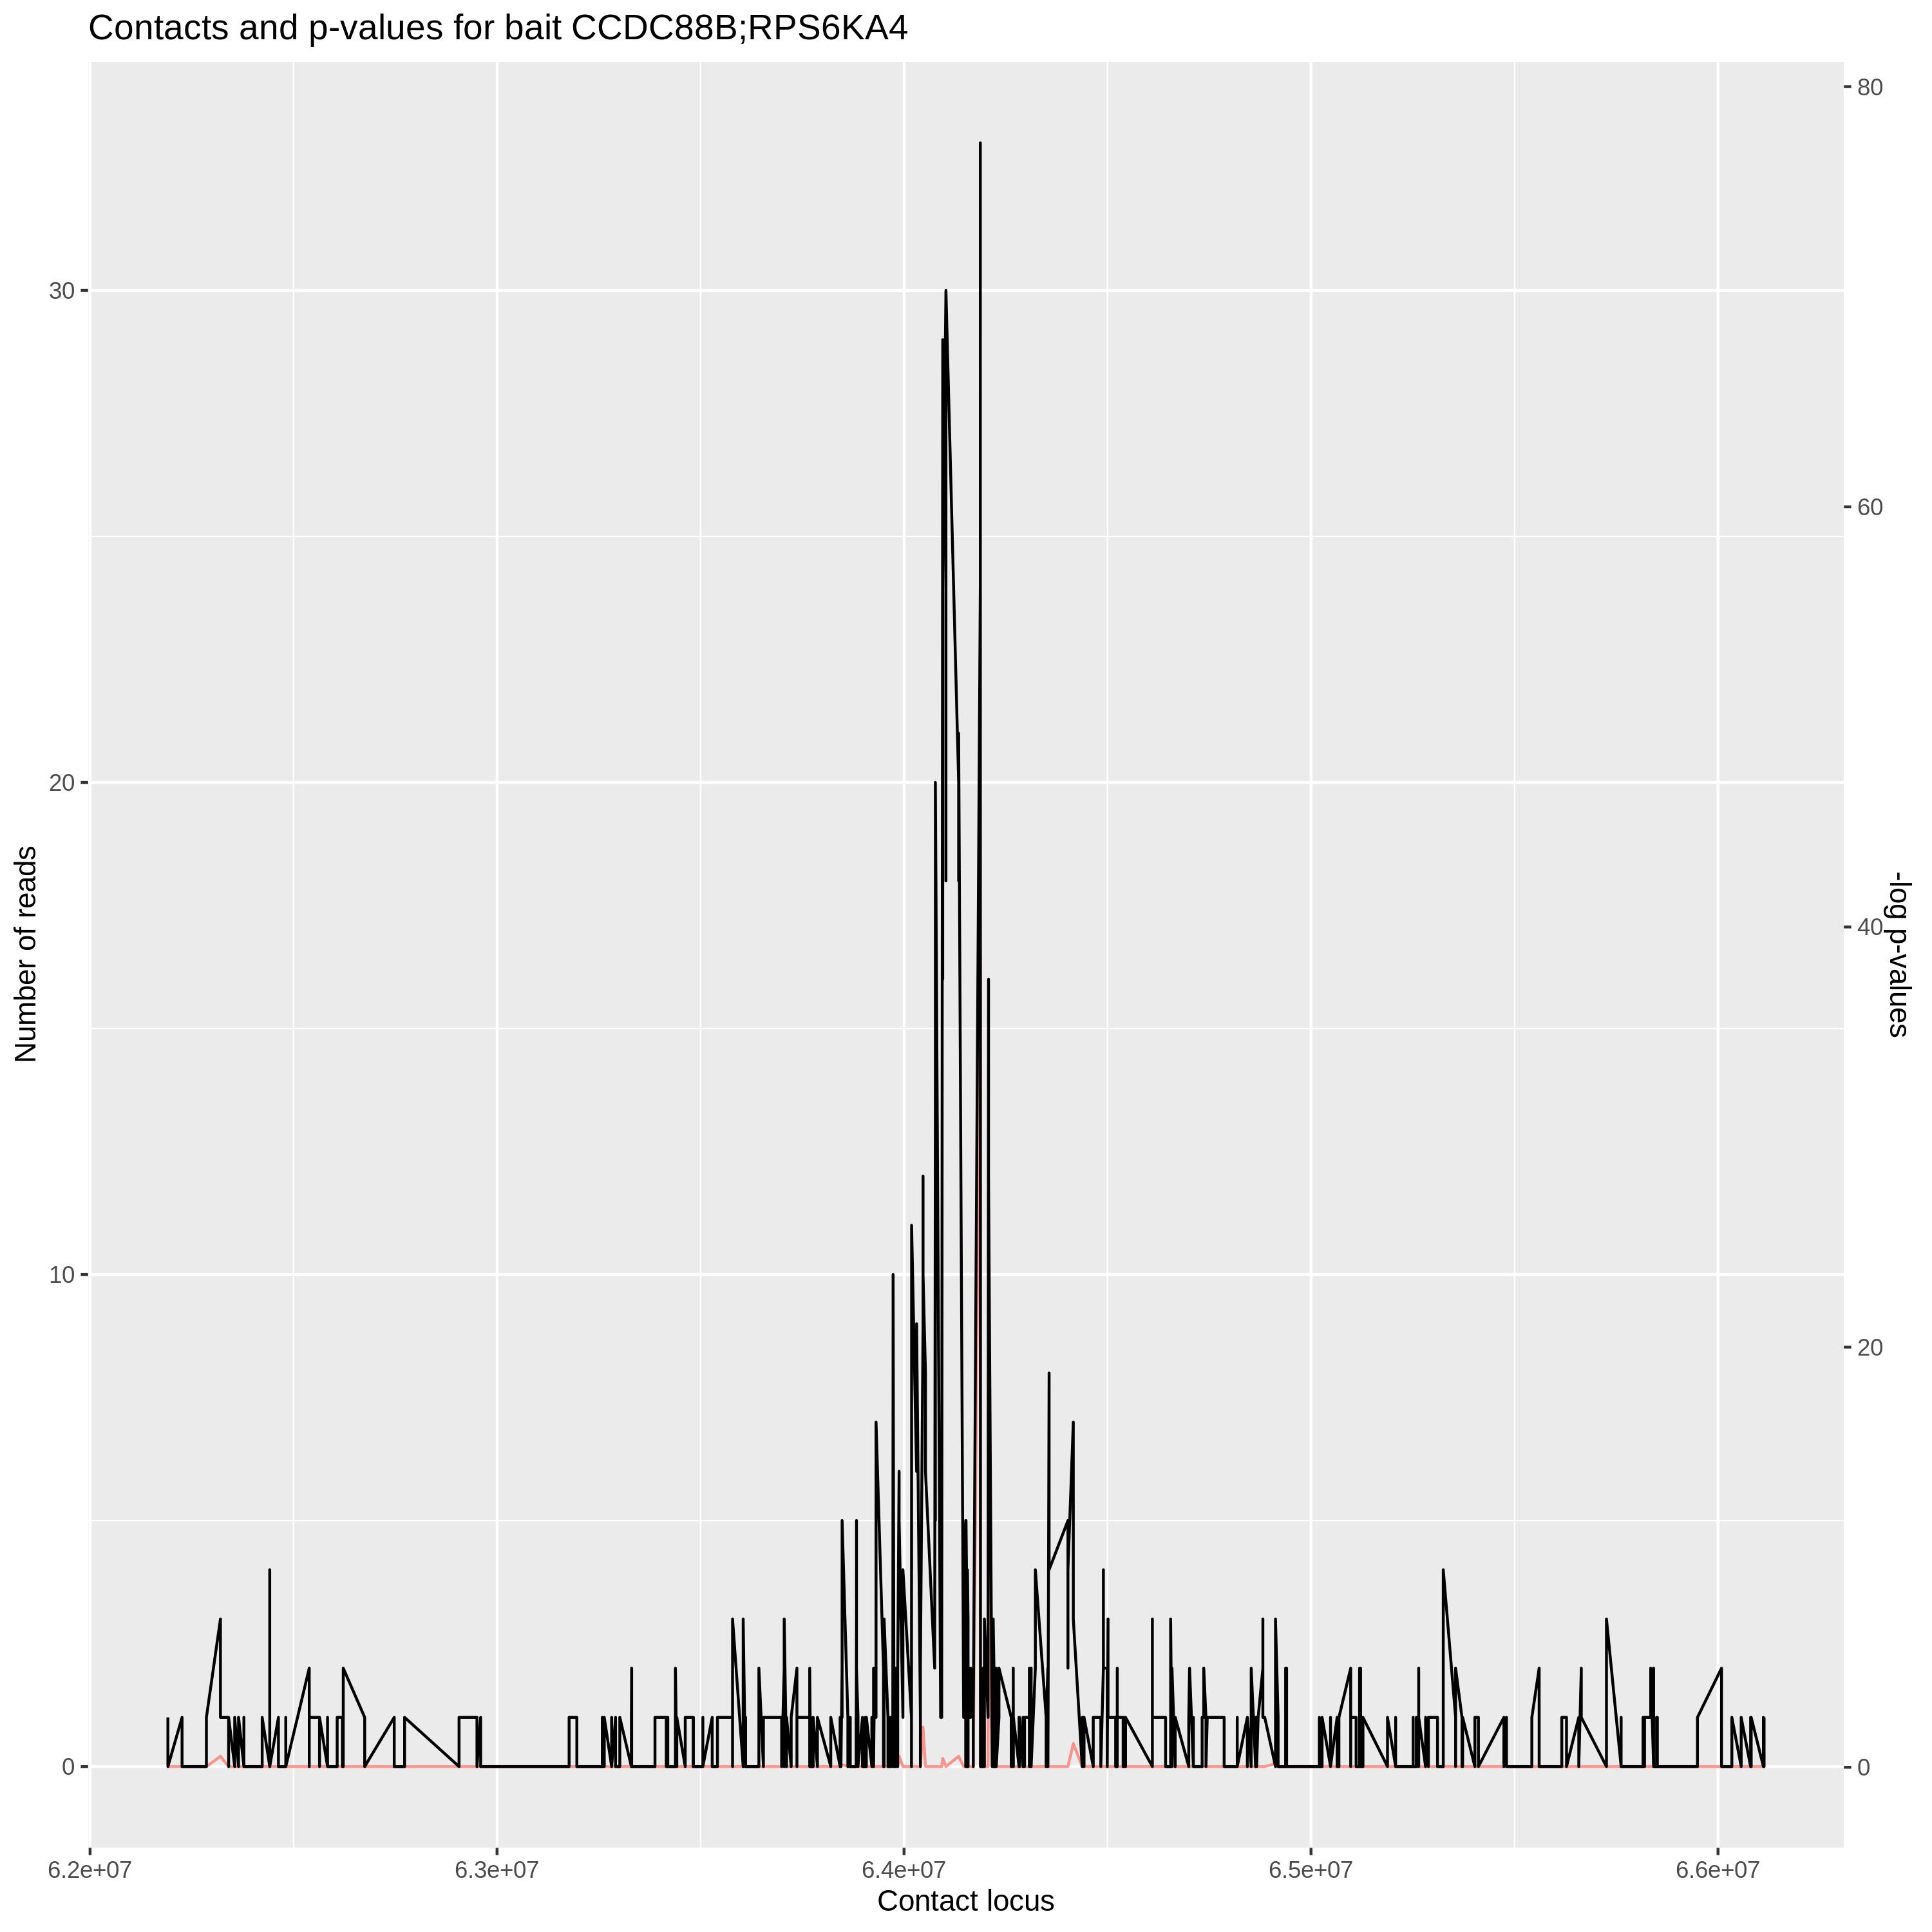 Contacts and p-values for bait CCDC88B;RPS6KA4
80
30
60
20
Number of reads
-log p-values
40
10
20
0
0
6.2e+07
6.3e+07
6.4e+07
6.5e+07
6.6e+07
Contact locus